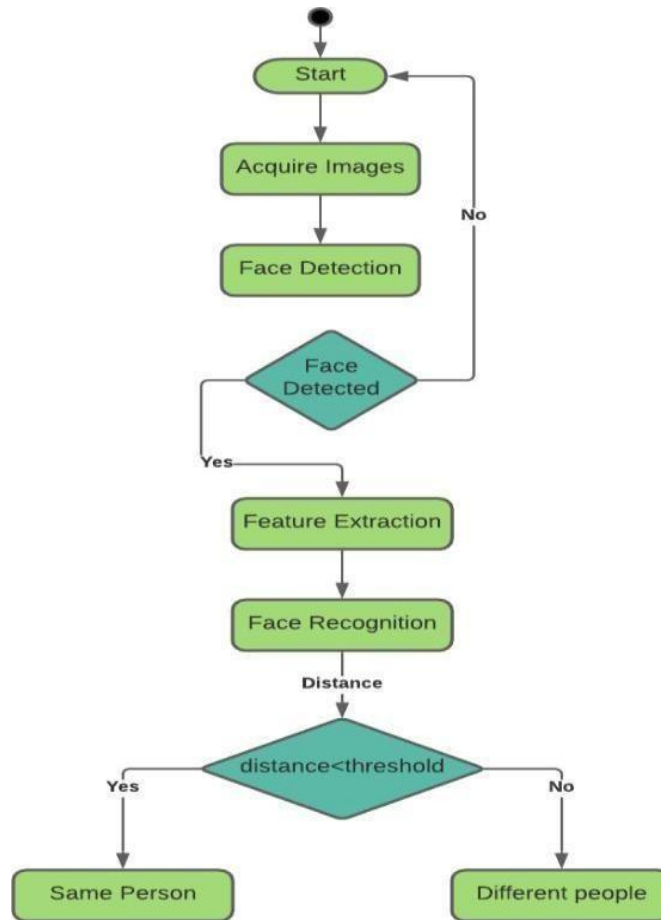 Start
Acquire Images
No
Face Detection
Face
Detected
Yes
Feature Extraction
Face Recognition
Distance
distance<threshold
Yes
No
Same Person
Different people